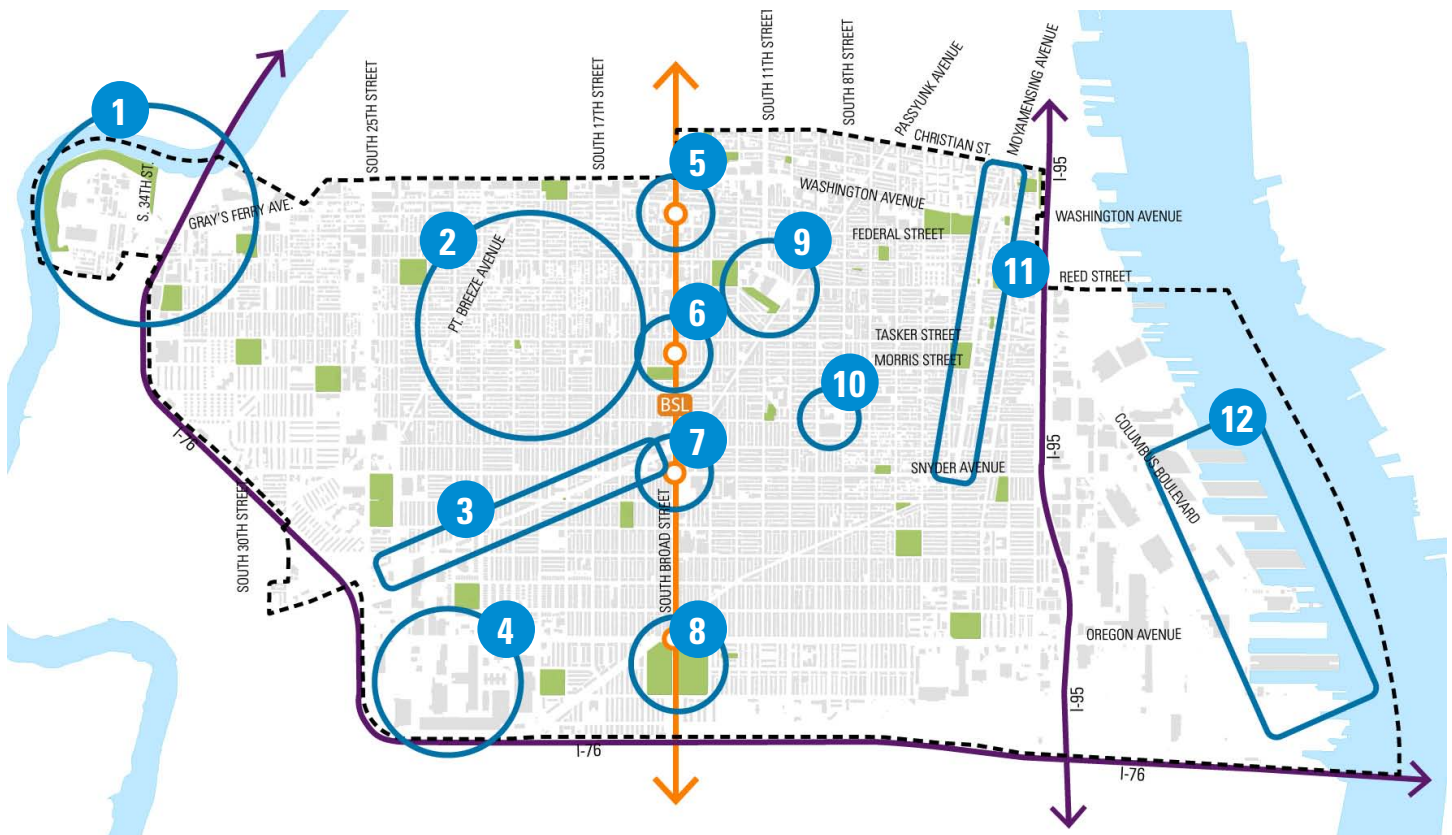 SOUTH 25TH STREET
SOUTH 17TH STREET
SOUTH 11TH STREET
SOUTH 8TH STREET
PASSYUNK AVENUE
CHRISTIAN ST.
MOYAMENSING AVENUE
1
S. 34TH ST.
GRAY'S FERRY AVE.
5
WASHINGTON AVENUE
I-95
WASHINGTON AVENUE
FEDERAL STREET
2
PT. BREEZE AVENUE
9
11
REED STREET
6
TASKER STREET
MORRIS STREET
BSL
10
12
I-76
7
COLUMBUS BOULEVARD
I-95
SNYDER AVENUE
3
SOUTH 30TH STREET
SOUTH BROAD STREET
4
8
OREGON AVENUE
I-95
I-76
I-76